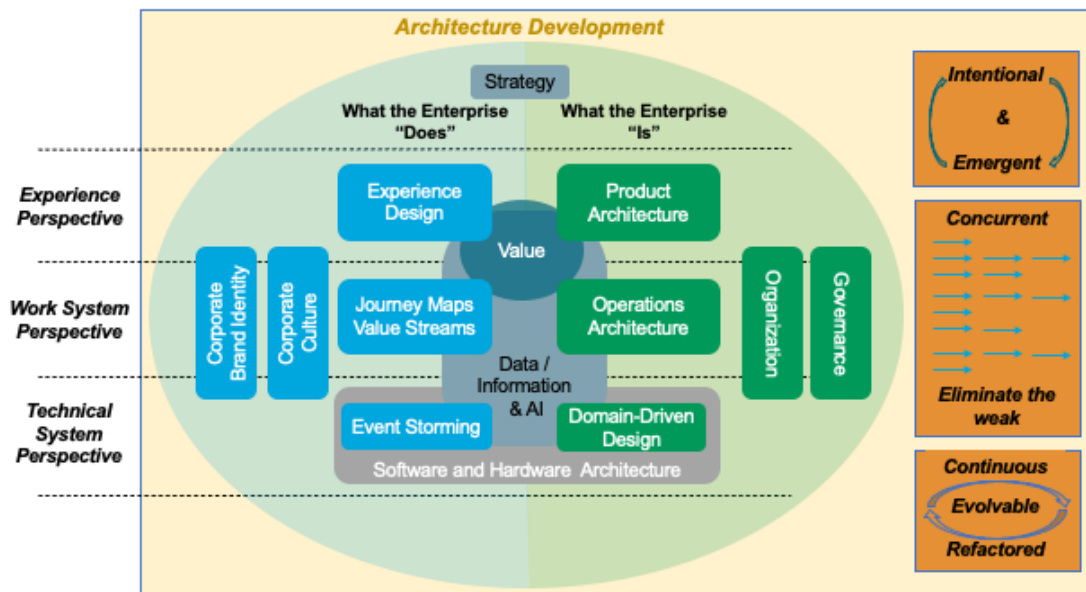 Architecture Development
Strategy
What the Enterprise
“Does”
What the Enterprise
“Is”
Experience
Perspective
Experience
Design
Product
Architecture
Value
Work System
Perspective
Corporate
Brand Identity
Corporate
Culture
Journey Maps
Value Streams
Operations
Architecture
Organization
Governance
Data /
Information
& AI
Technical
System
Perspective
Event Storming
Domain-Driven
Design
Software and Hardware Architecture
Intentional
&
Emergent
Concurrent
Eliminate the
weak
Continuous
Evolvable
Refactored